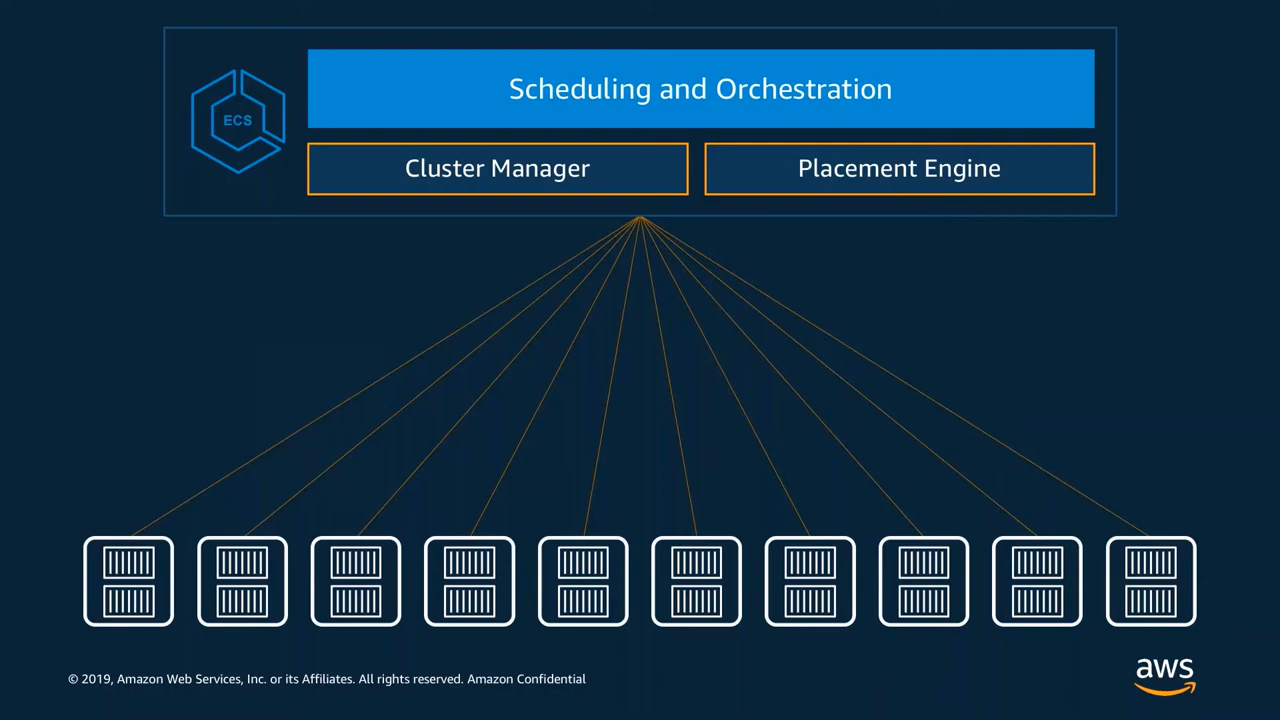 Scheduling and Orchestration
ECS
Cluster Manager
Placement Engine
© 2019, Amazon Web Services, Inc. or its Affiliates. All rights reserved. Amazon Confidential
aws